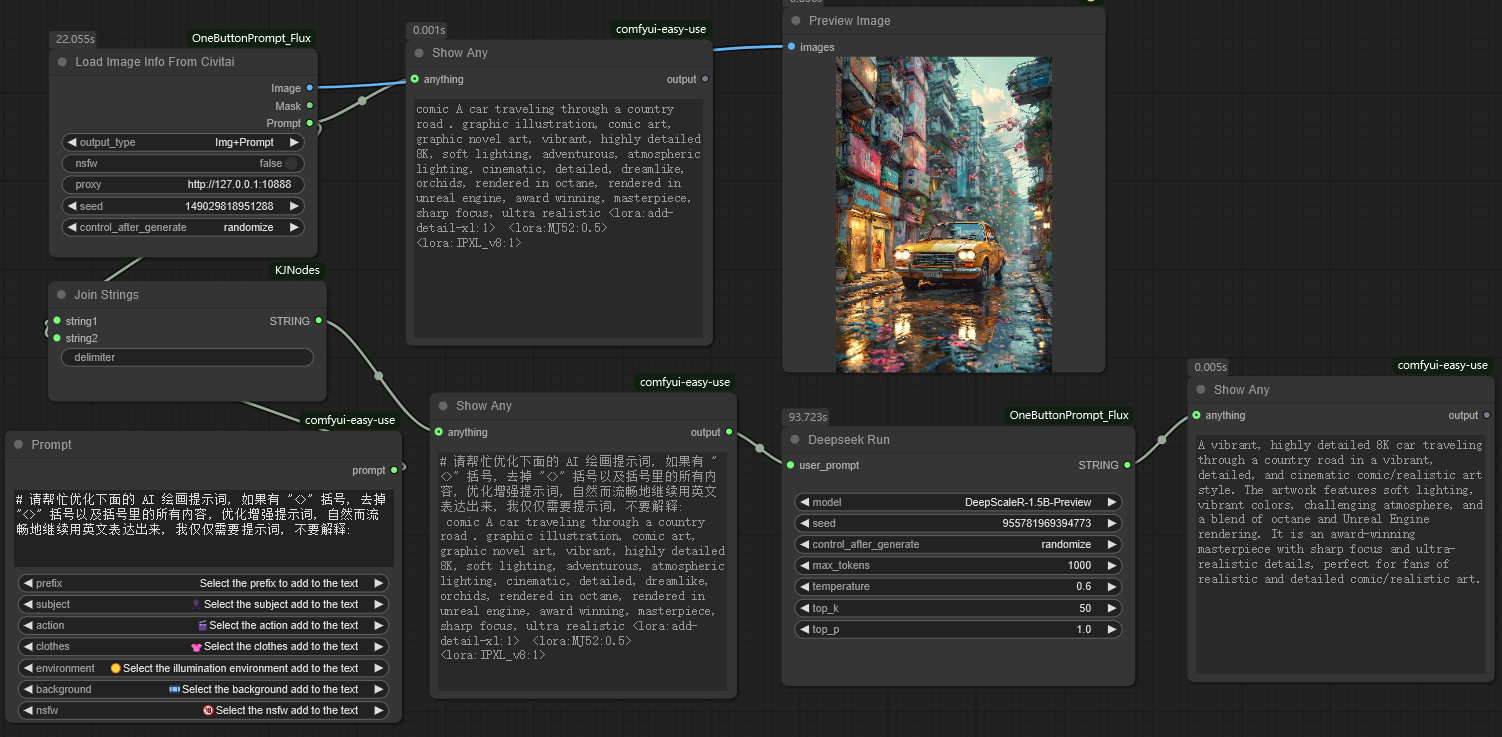 22.055s
OneButtonPrompt_Flux
Load Image Info From Civitai
Image
Mask
Prompt
output_type Img+Prompt
nsfw false
proxy http://127.0.0.1:10888
seed 149029818951288
control_after_generate randomize
0.001s
comfyui-easy-use
Show Any
anything output
comic A car traveling through a country
road . graphic illustration, comic art,
graphic novel art, vibrant, highly detailed
8K, soft lighting, adventurous, atmospheric
lighting, cinematic, detailed, dreamlike,
orchids, rendered in octane, rendered in
unreal engine, award winning, masterpiece,
sharp focus, ultra realistic <lora:add-
detail-xl:1> <lora:MJ52:0.5>
<lora:IPXL_v8:1>
Preview Image
images
KJNodes
Join Strings
string1 STRING
string2
delimiter
comfyui-easy-use
Prompt
prompt
# 请帮忙优化下面的 AI 绘画提示词, 如果有 "<>" 括号, 去掉
"<>" 括号以及括号里的所有内容, 优化增强提示词, 自然而流
畅地继续用英文表达出来, 我仅仅需要提示词, 不要解释:
prefix Select the prefix to add to the text
subject Select the subject add to the text
action Select the action add to the text
clothes Select the clothes add to the text
environment Select the illumination environment add to the text
background Select the background add to the text
nsfw Select the nsfw add to the text
comfyui-easy-use
Show Any
anything output
# 请帮忙优化下面的 AI 绘画提示词, 如果有 "
<>" 括号, 去掉 "<>" 括号以及括号里的所有内
容, 优化增强提示词, 自然而流畅地继续用英文
表达出来, 我仅仅需要提示词, 不要解释:
comic A car traveling through a country
road . graphic illustration, comic art,
graphic novel art, vibrant, highly detailed
8K, soft lighting, adventurous, atmospheric
lighting, cinematic, detailed, dreamlike,
orchids, rendered in octane, rendered in
unreal engine, award winning, masterpiece,
sharp focus, ultra realistic <lora:add-
detail-xl:1> <lora:MJ52:0.5>
<lora:IPXL_v8:1>
93.723s
OneButtonPrompt_Flux
Deepseek Run
user_prompt STRING
model DeepScaleR-1.5B-Preview
seed 955781969394773
control_after_generate randomize
max_tokens 1000
temperature 0.6
top_k 50
top_p 1.0
0.005s
comfyui-easy-use
Show Any
anything output
A vibrant, highly detailed 8K car traveling
through a country road in a vibrant,
detailed, and cinematic comic/realistic art
style. The artwork features soft lighting,
vibrant colors, challenging atmosphere, and
a blend of octane and Unreal Engine
rendering. It is an award-winning
masterpiece with sharp focus and ultra-
realistic details, perfect for fans of
realistic and detailed comic/realistic art.